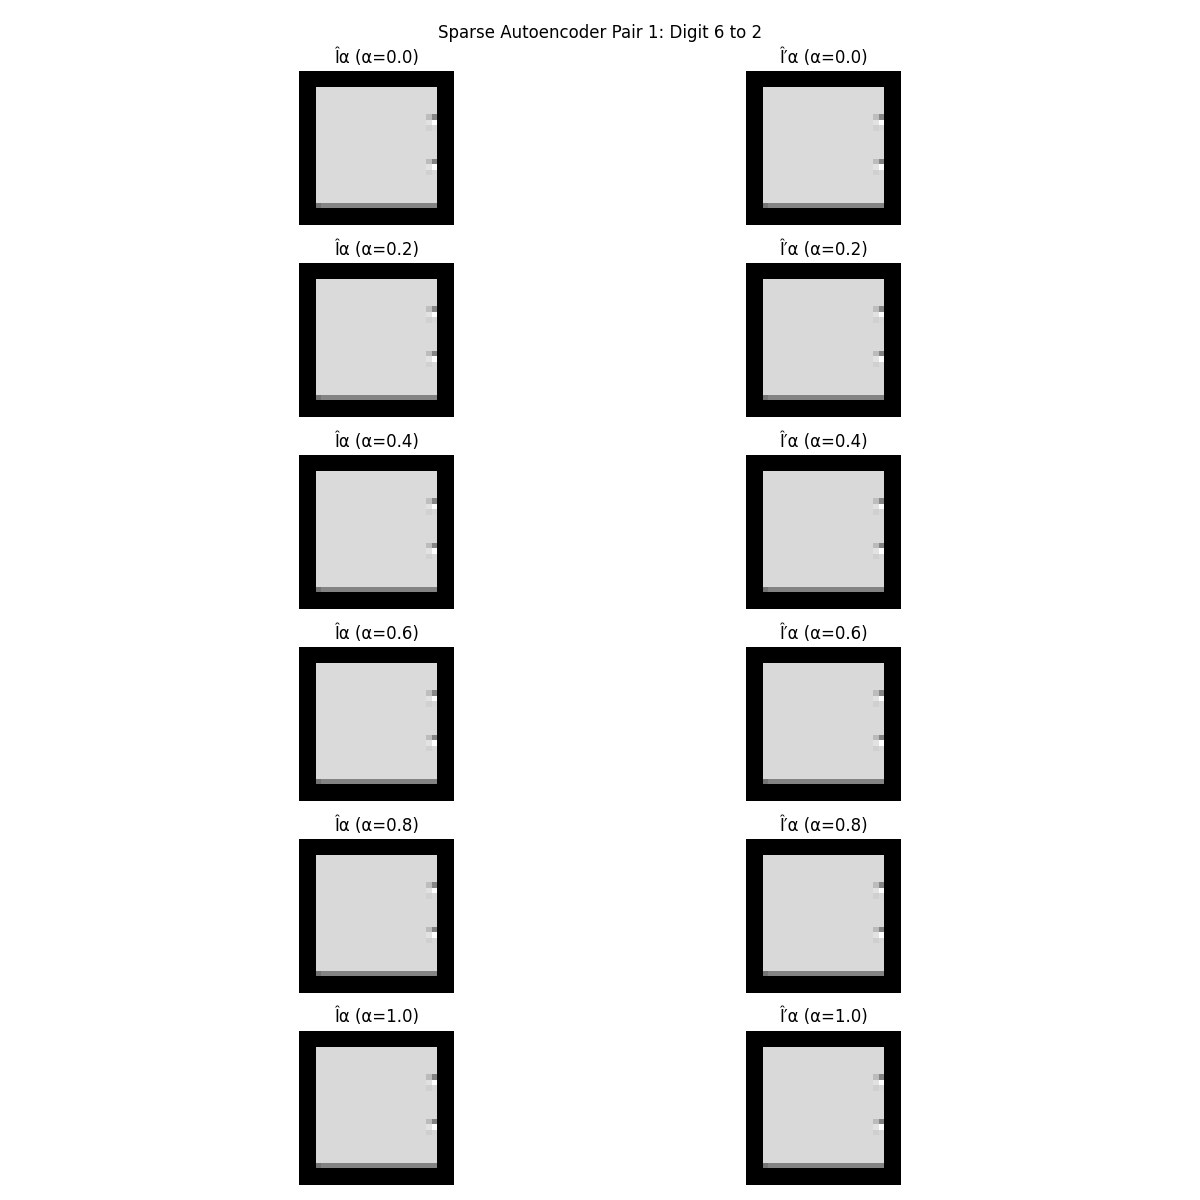 Sparse Autoencoder Pair 1: Digit 6 to 2
Îα (α=0.0) Î′α (α=0.0)
Îα (α=0.2) Î′α (α=0.2)
Îα (α=0.4) Î′α (α=0.4)
Îα (α=0.6) Î′α (α=0.6)
Îα (α=0.8) Î′α (α=0.8)
Îα (α=1.0) Î′α (α=1.0)